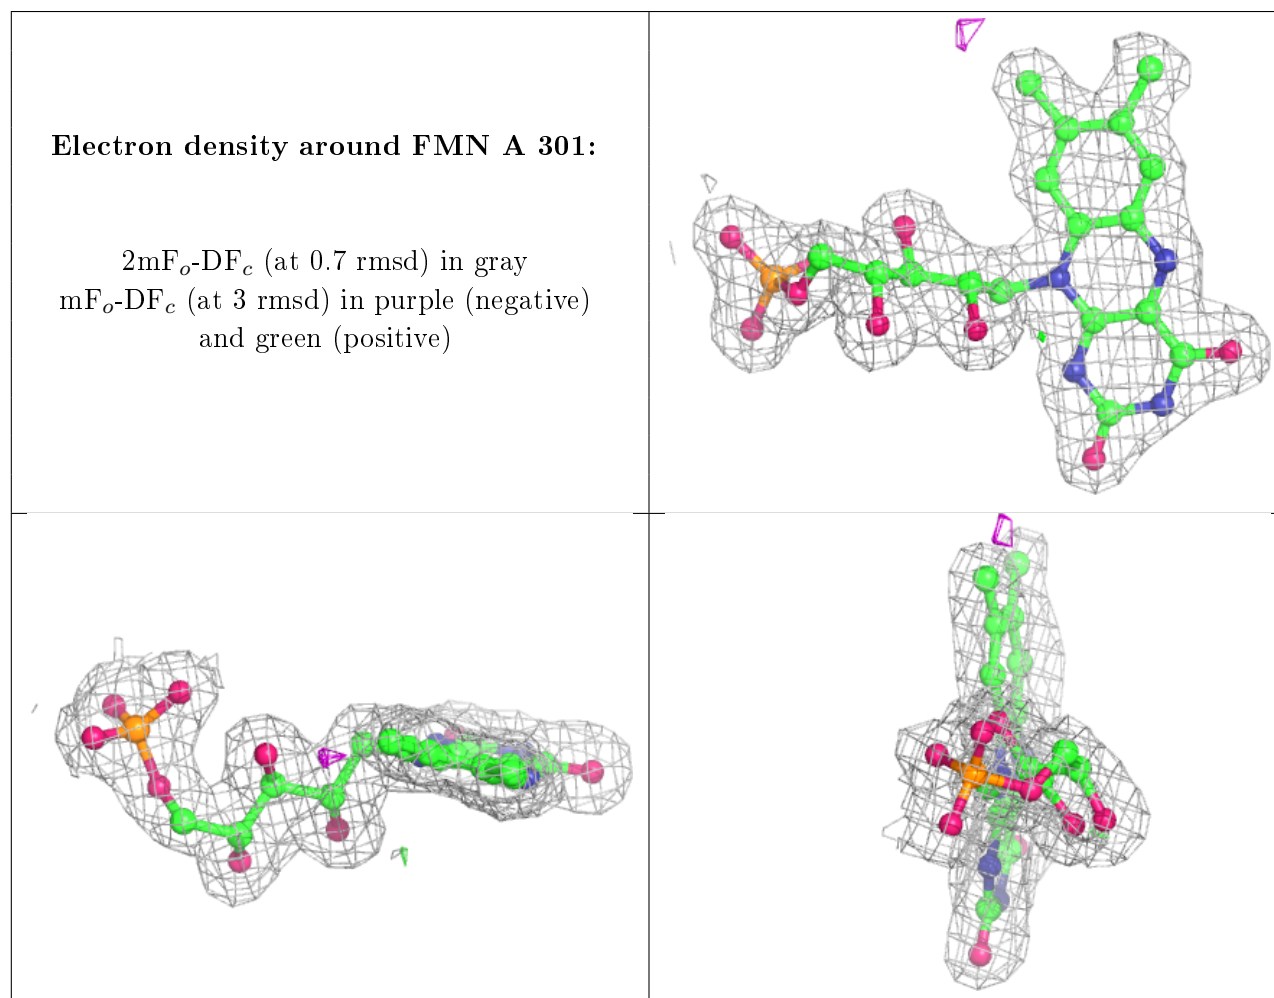 Electron density around FMN A 301:
2mFo-DFc (at 0.7 rmsd) in gray
mFo-DFc (at 3 rmsd) in purple (negative)
and green (positive)